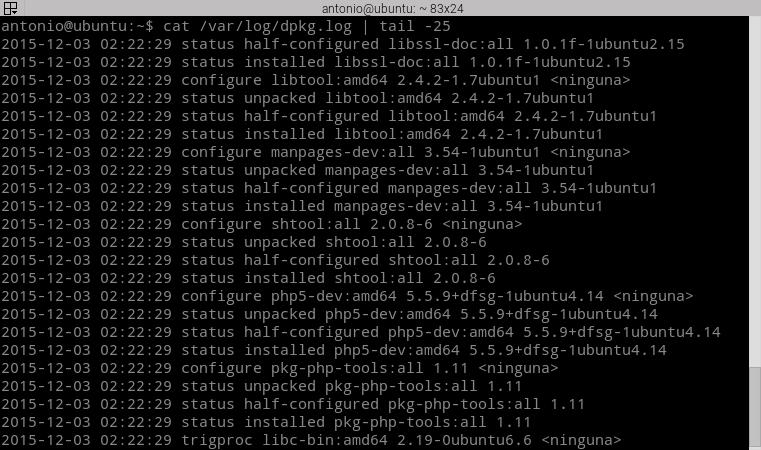 antonio@ubuntu: ~ 83x24
antonio@ubuntu:~$ cat /var/log/dpkg.log | tail -25
2015-12-03 02:22:29 status half-configured libssl-doc:all 1.0.1f-1ubuntu2.15
2015-12-03 02:22:29 status installed libssl-doc:all 1.0.1f-1ubuntu2.15
2015-12-03 02:22:29 configure libtool:amd64 2.4.2-1.7ubuntu1 <ninguna>
2015-12-03 02:22:29 status unpacked libtool:amd64 2.4.2-1.7ubuntu1
2015-12-03 02:22:29 status half-configured libtool:amd64 2.4.2-1.7ubuntu1
2015-12-03 02:22:29 status installed libtool:amd64 2.4.2-1.7ubuntu1
2015-12-03 02:22:29 configure manpages-dev:all 3.54-1ubuntu1 <ninguna>
2015-12-03 02:22:29 status unpacked manpages-dev:all 3.54-1ubuntu1
2015-12-03 02:22:29 status half-configured manpages-dev:all 3.54-1ubuntu1
2015-12-03 02:22:29 status installed manpages-dev:all 3.54-1ubuntu1
2015-12-03 02:22:29 configure shtool:all 2.0.8-6 <ninguna>
2015-12-03 02:22:29 status unpacked shtool:all 2.0.8-6
2015-12-03 02:22:29 status half-configured shtool:all 2.0.8-6
2015-12-03 02:22:29 status installed shtool:all 2.0.8-6
2015-12-03 02:22:29 configure php5-dev:amd64 5.5.9+dfsg-1ubuntu4.14 <ninguna>
2015-12-03 02:22:29 status unpacked php5-dev:amd64 5.5.9+dfsg-1ubuntu4.14
2015-12-03 02:22:29 status half-configured php5-dev:amd64 5.5.9+dfsg-1ubuntu4.14
2015-12-03 02:22:29 status installed php5-dev:amd64 5.5.9+dfsg-1ubuntu4.14
2015-12-03 02:22:29 configure pkg-php-tools:all 1.11 <ninguna>
2015-12-03 02:22:29 status unpacked pkg-php-tools:all 1.11
2015-12-03 02:22:29 status half-configured pkg-php-tools:all 1.11
2015-12-03 02:22:29 status installed pkg-php-tools:all 1.11
2015-12-03 02:22:29 trigproc libc-bin:amd64 2.19-0ubuntu6.6 <ninguna>